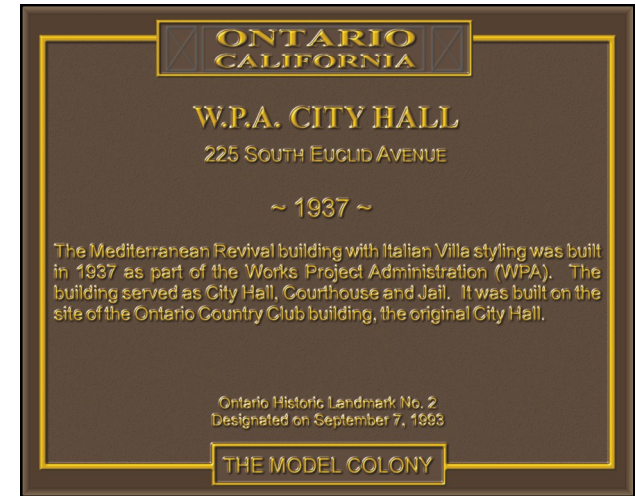 ONTARIO
CALIFORNIA
W.P.A. CITY HALL
225 SOUTH EUCLID AVENUE
~ 1937 ~
The Mediterranean Revival building with Italian Villa styling was built
in 1937 as part of the Works Project Administration (WPA). The
building served as City Hall, Courthouse and Jail. It was built on the
site of the Ontario Country Club building, the original City Hall.
Ontario Historic Landmark No. 2
Designated on September 7, 1993
THE MODEL COLONY